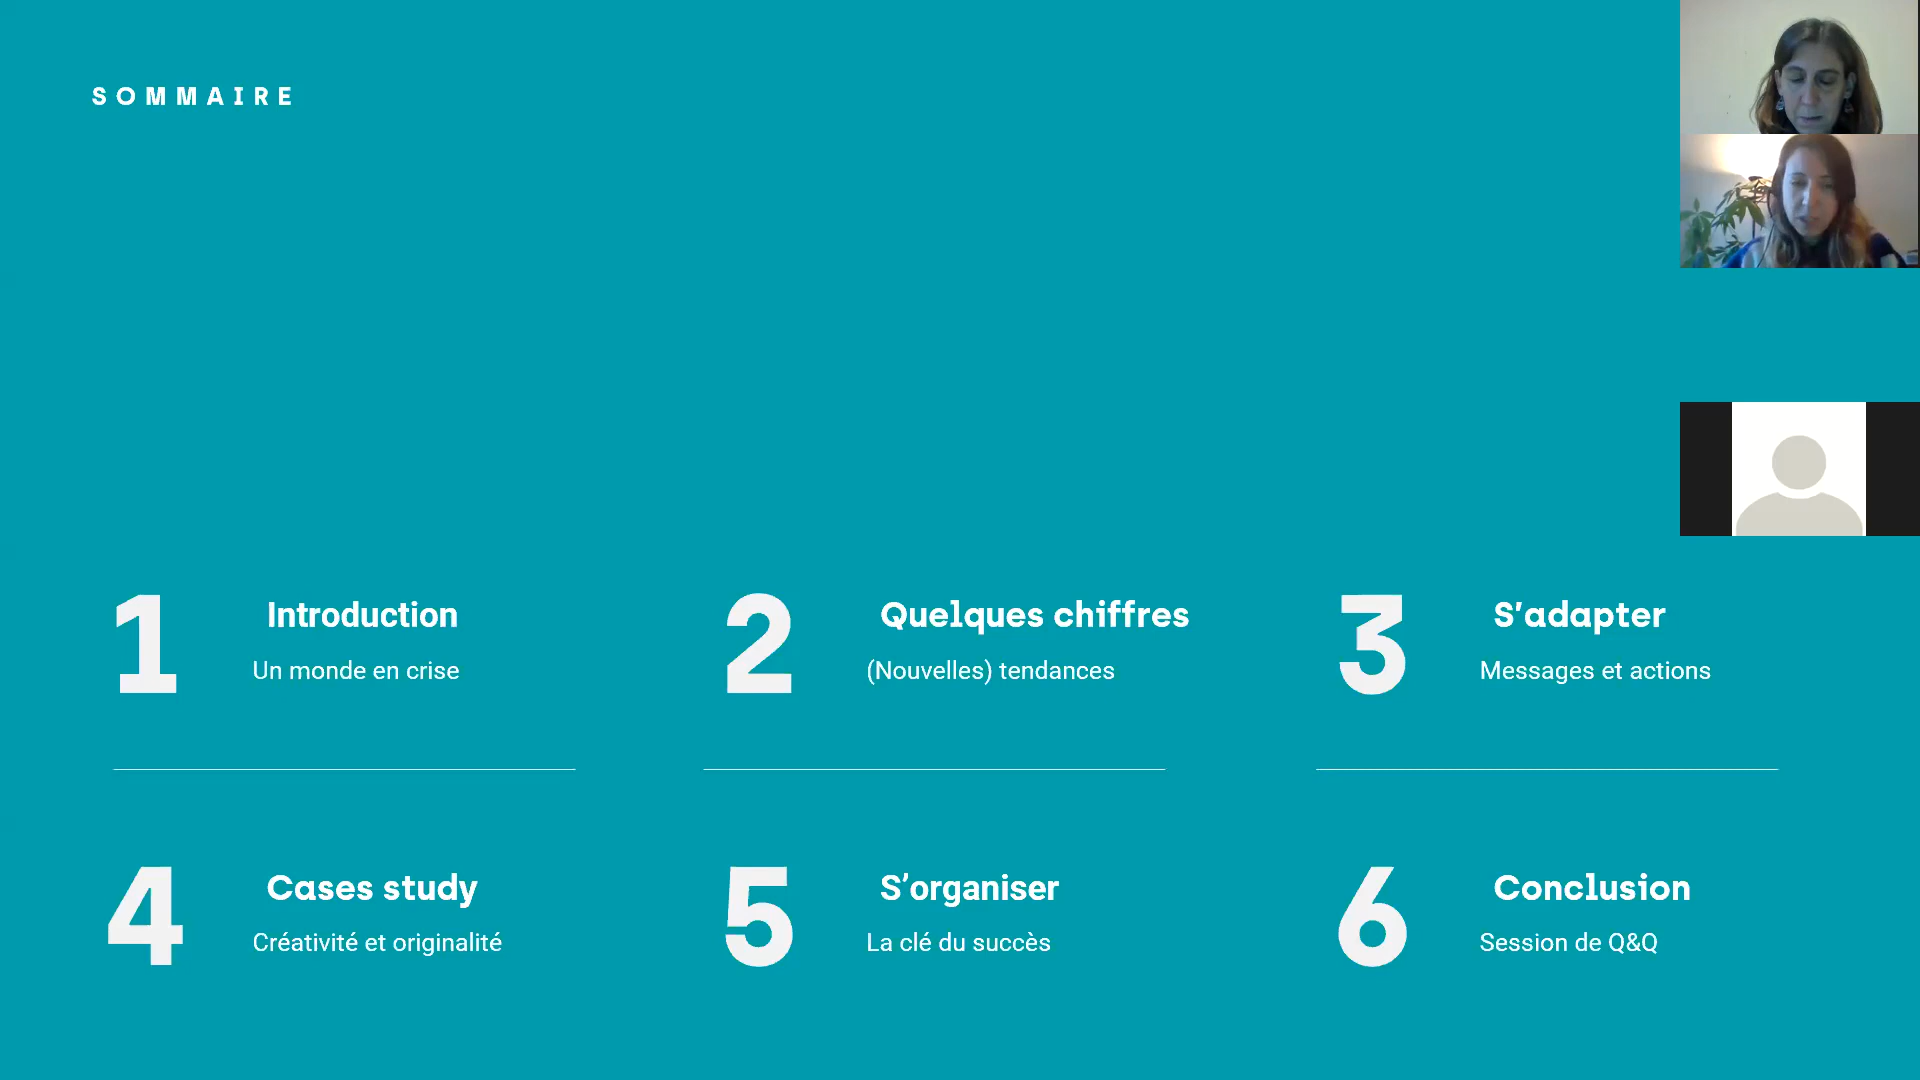 SOMMAIRE
1
Introduction
Un monde en crise
2
Quelques chiffres
(Nouvelles) tendances
3
S'adapter
Messages et actions
4
Cases study
Créativité et originalité
5
S’organiser
La clé du succès
6
Conclusion
Session de Q&Q